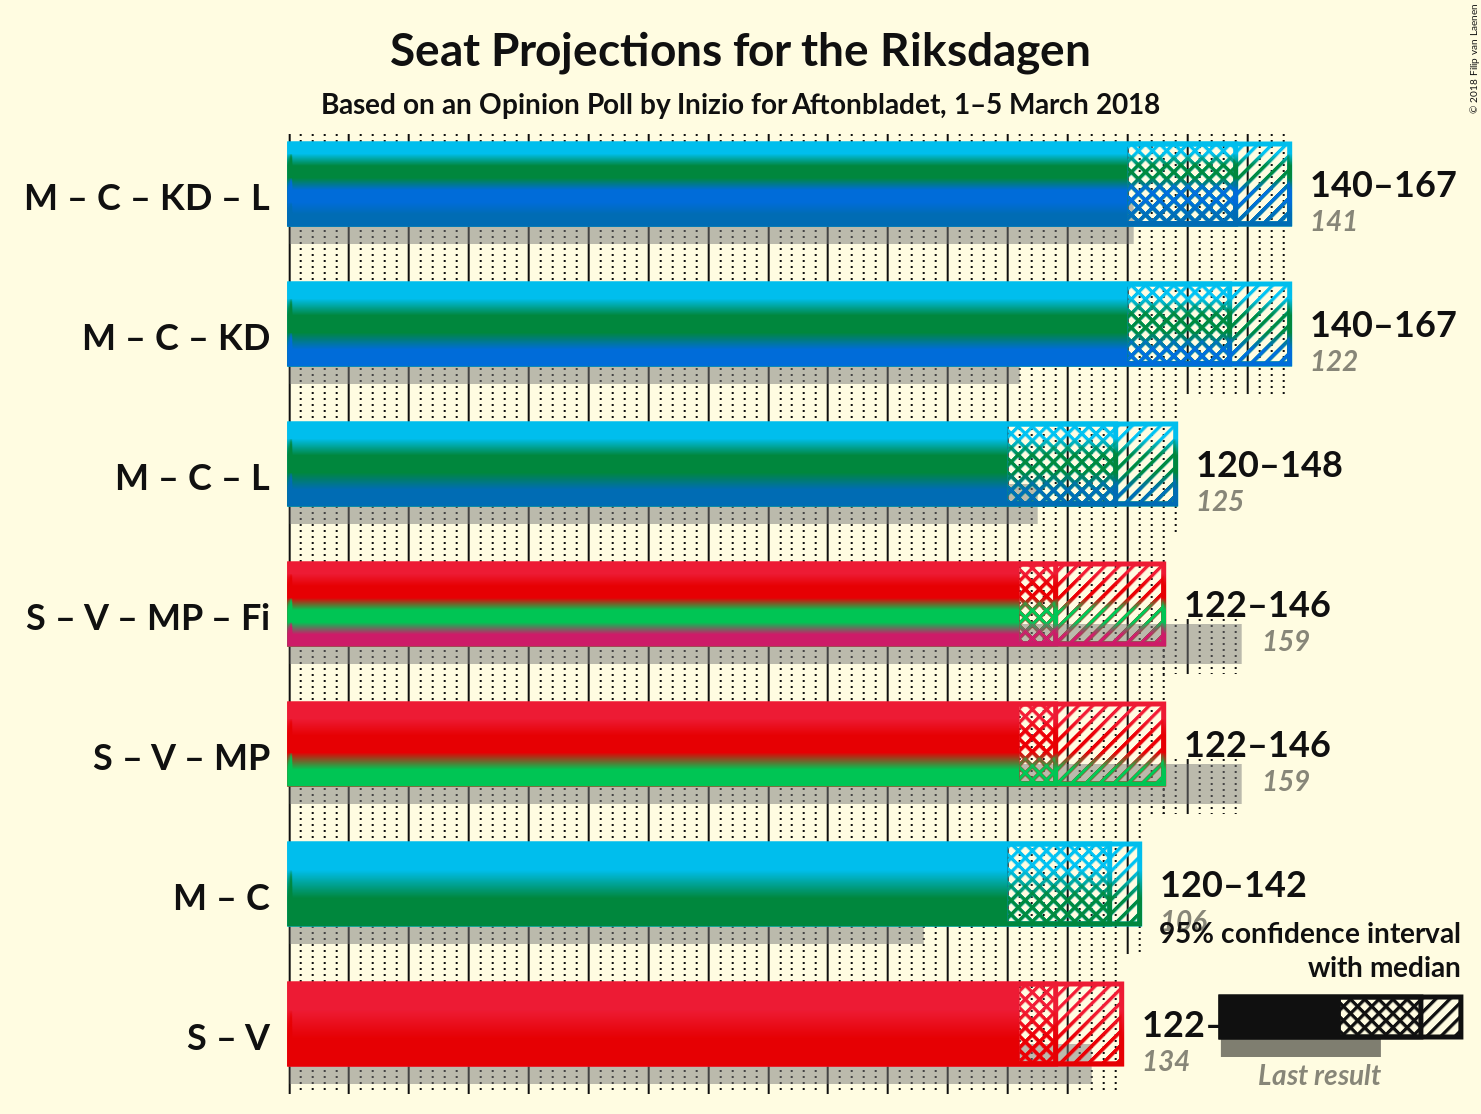 Seat Projections for the Riksdagen
Based on an Opinion Poll by Inizio for Aftonbladet, 1–5 March 2018
© 2018 Filip van Laenen
M – C – KD – L
140–167
141
M – C – KD
140–167
122
M – C – L
120–148
125
S – V – MP – Fi
122–146
159
S – V – MP
122–146
159
M – C
120–142
106
S – V
122–
134
95% confidence interval
with median
Last result